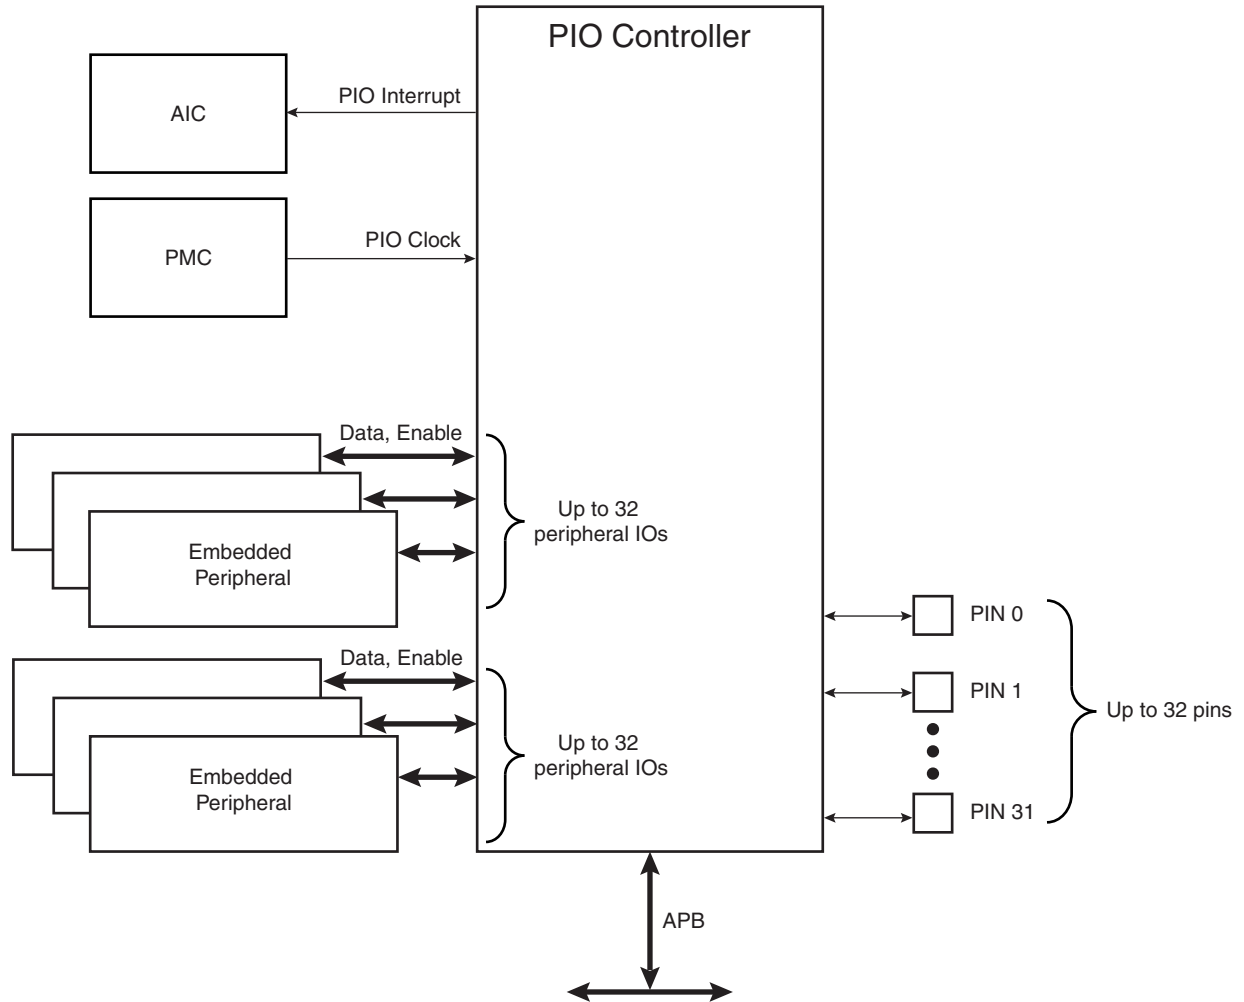 PIO Controller
PIO Interrupt
AIC
PIO Clock
PMC
Data, Enable
Up to 32
peripheral IOs
Embedded
Peripheral
PIN 0
Data, Enable
PIN 1
Up to 32 pins
Up to 32
peripheral IOs
Embedded
Peripheral
PIN 31
APB